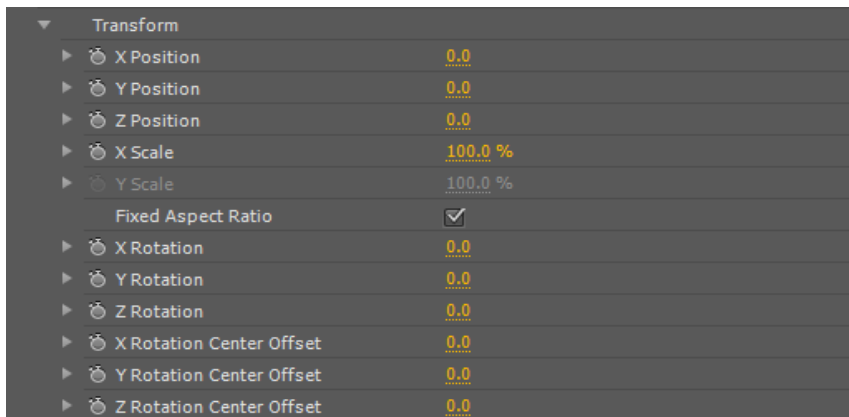 Transform
X Position 0.0
Y Position 0.0
Z Position 0.0
X Scale 100.0 %
Y Scale 100.0 %
Fixed Aspect Ratio
X Rotation 0.0
Y Rotation 0.0
Z Rotation 0.0
X Rotation Center Offset 0.0
Y Rotation Center Offset 0.0
Z Rotation Center Offset 0.0